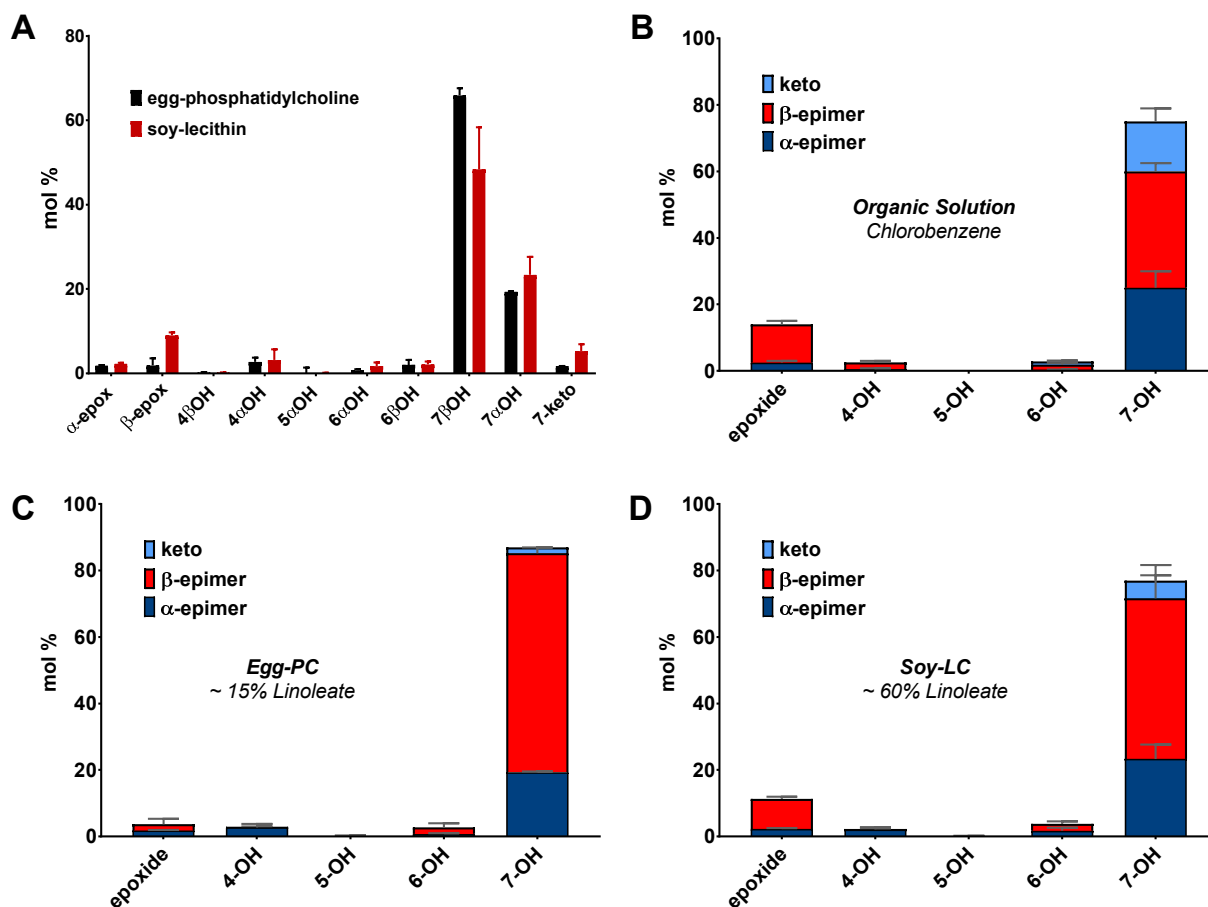 A
80
60
40
20
0
mol %
egg-phosphatidylcholine
soy-lecithin
α-epox
β-epox
4βOH
4αOH
5αOH
6αOH
6βOH
7βOH
7αOH
7-keto
B
100
80
60
40
20
0
mol %
keto
β-epimer
α-epimer
Organic Solution
Chlorobenzene
epoxide
4-OH
5-OH
6-OH
7-OH
C
100
80
60
40
20
0
mol %
keto
β-epimer
α-epimer
Egg-PC
~ 15% Linoleate
epoxide
4-OH
5-OH
6-OH
7-OH
D
100
80
60
40
20
0
mol %
keto
β-epimer
α-epimer
Soy-LC
~ 60% Linoleate
epoxide
4-OH
5-OH
6-OH
7-OH